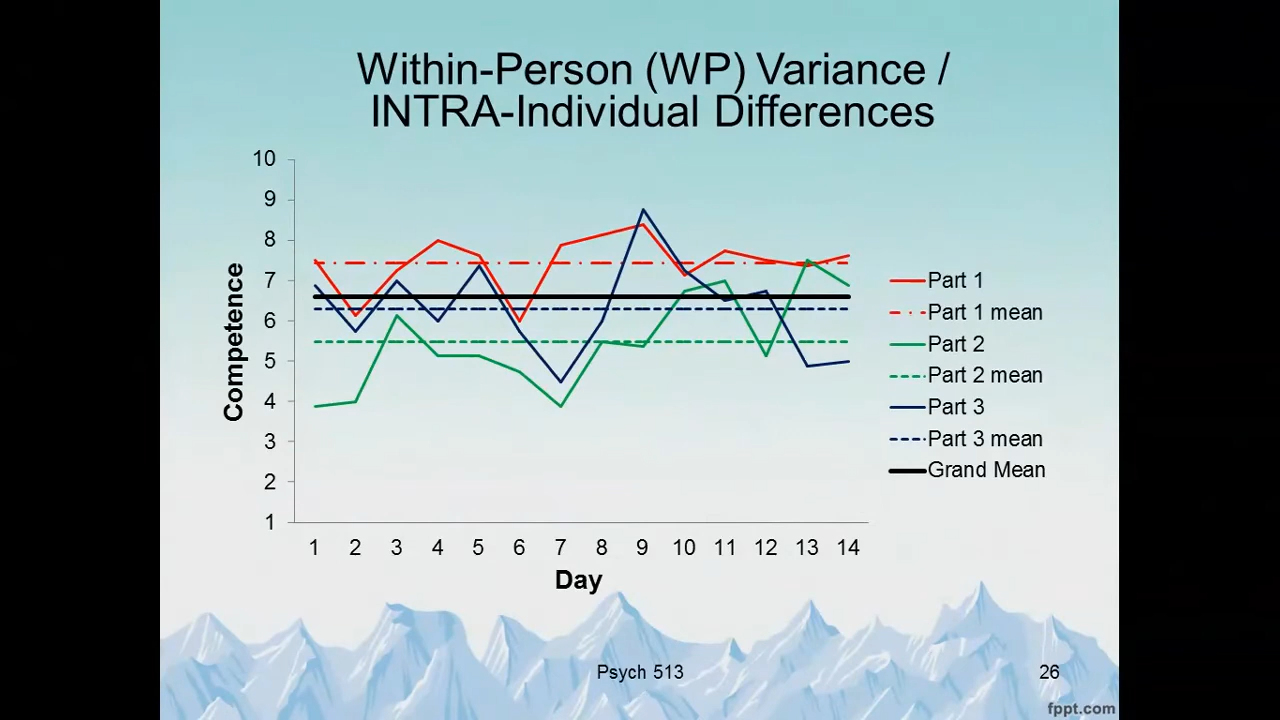 Within-Person (WP) Variance /
INTRA-Individual Differences
10
9
8
7
6
5
4
3
2
1
Competence
1 2 3 4 5 6 7 8 9 10 11 12 13 14
Day
Part 1
Part 1 mean
Part 2
Part 2 mean
Part 3
Part 3 mean
Grand Mean
Psych 513
26
fppt.com